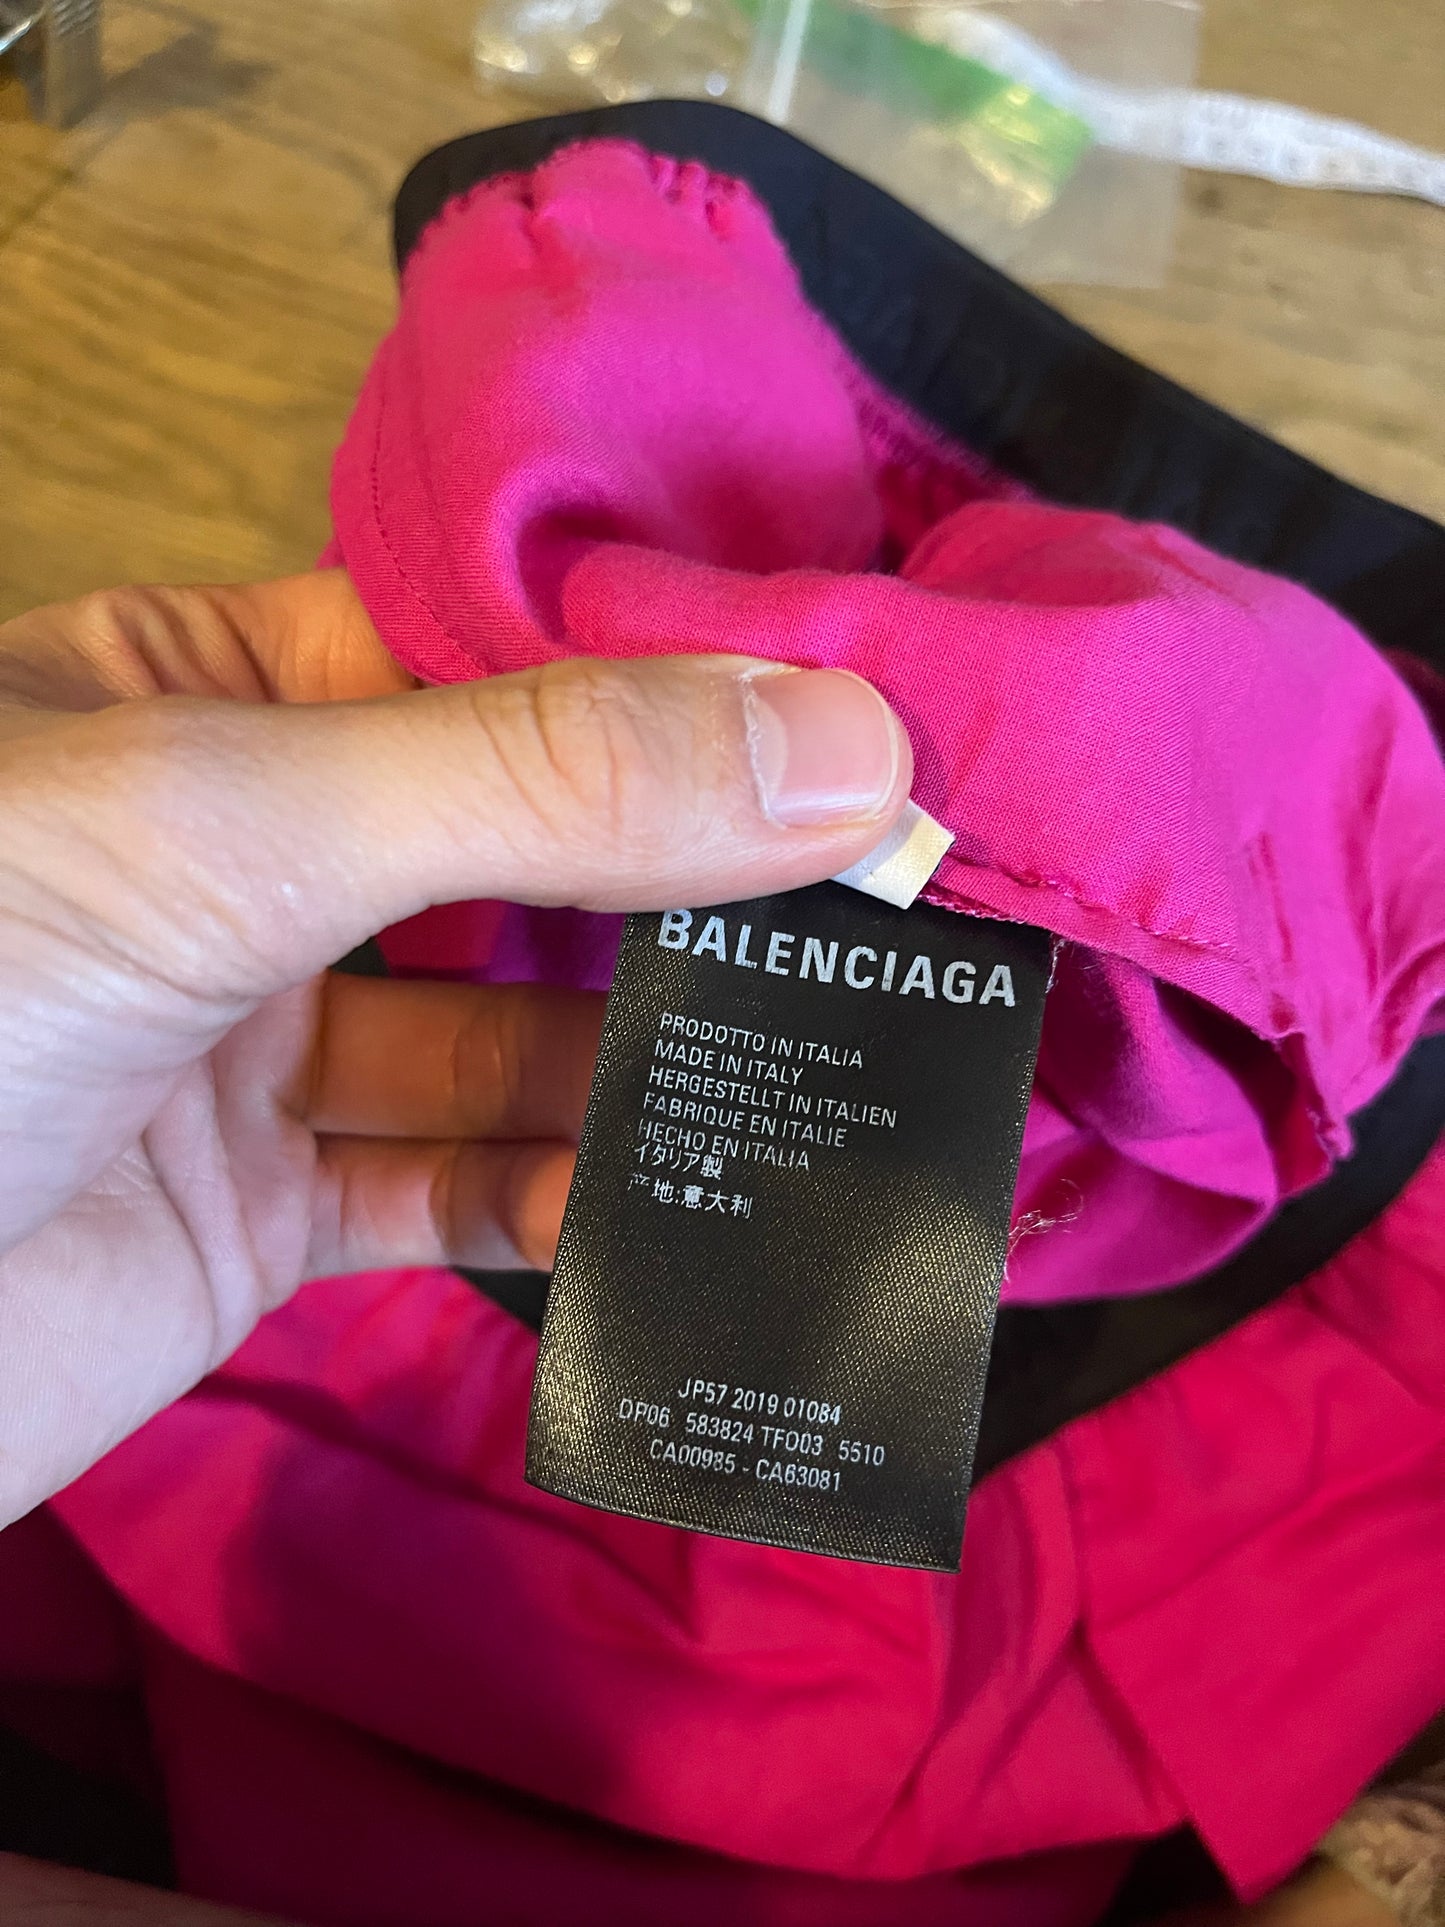 BALENCIAGA
PRODOTTO IN ITALIA
MADE IN ITALY
HERGESTELLT IN ITALIEN
FABRIQUE EN ITALIE
HECHO EN ITALIA
イタリア製
产地:意大利
JP57 2019 01084
DP06 583824 TFO03 5510
CA00985 - CA63081